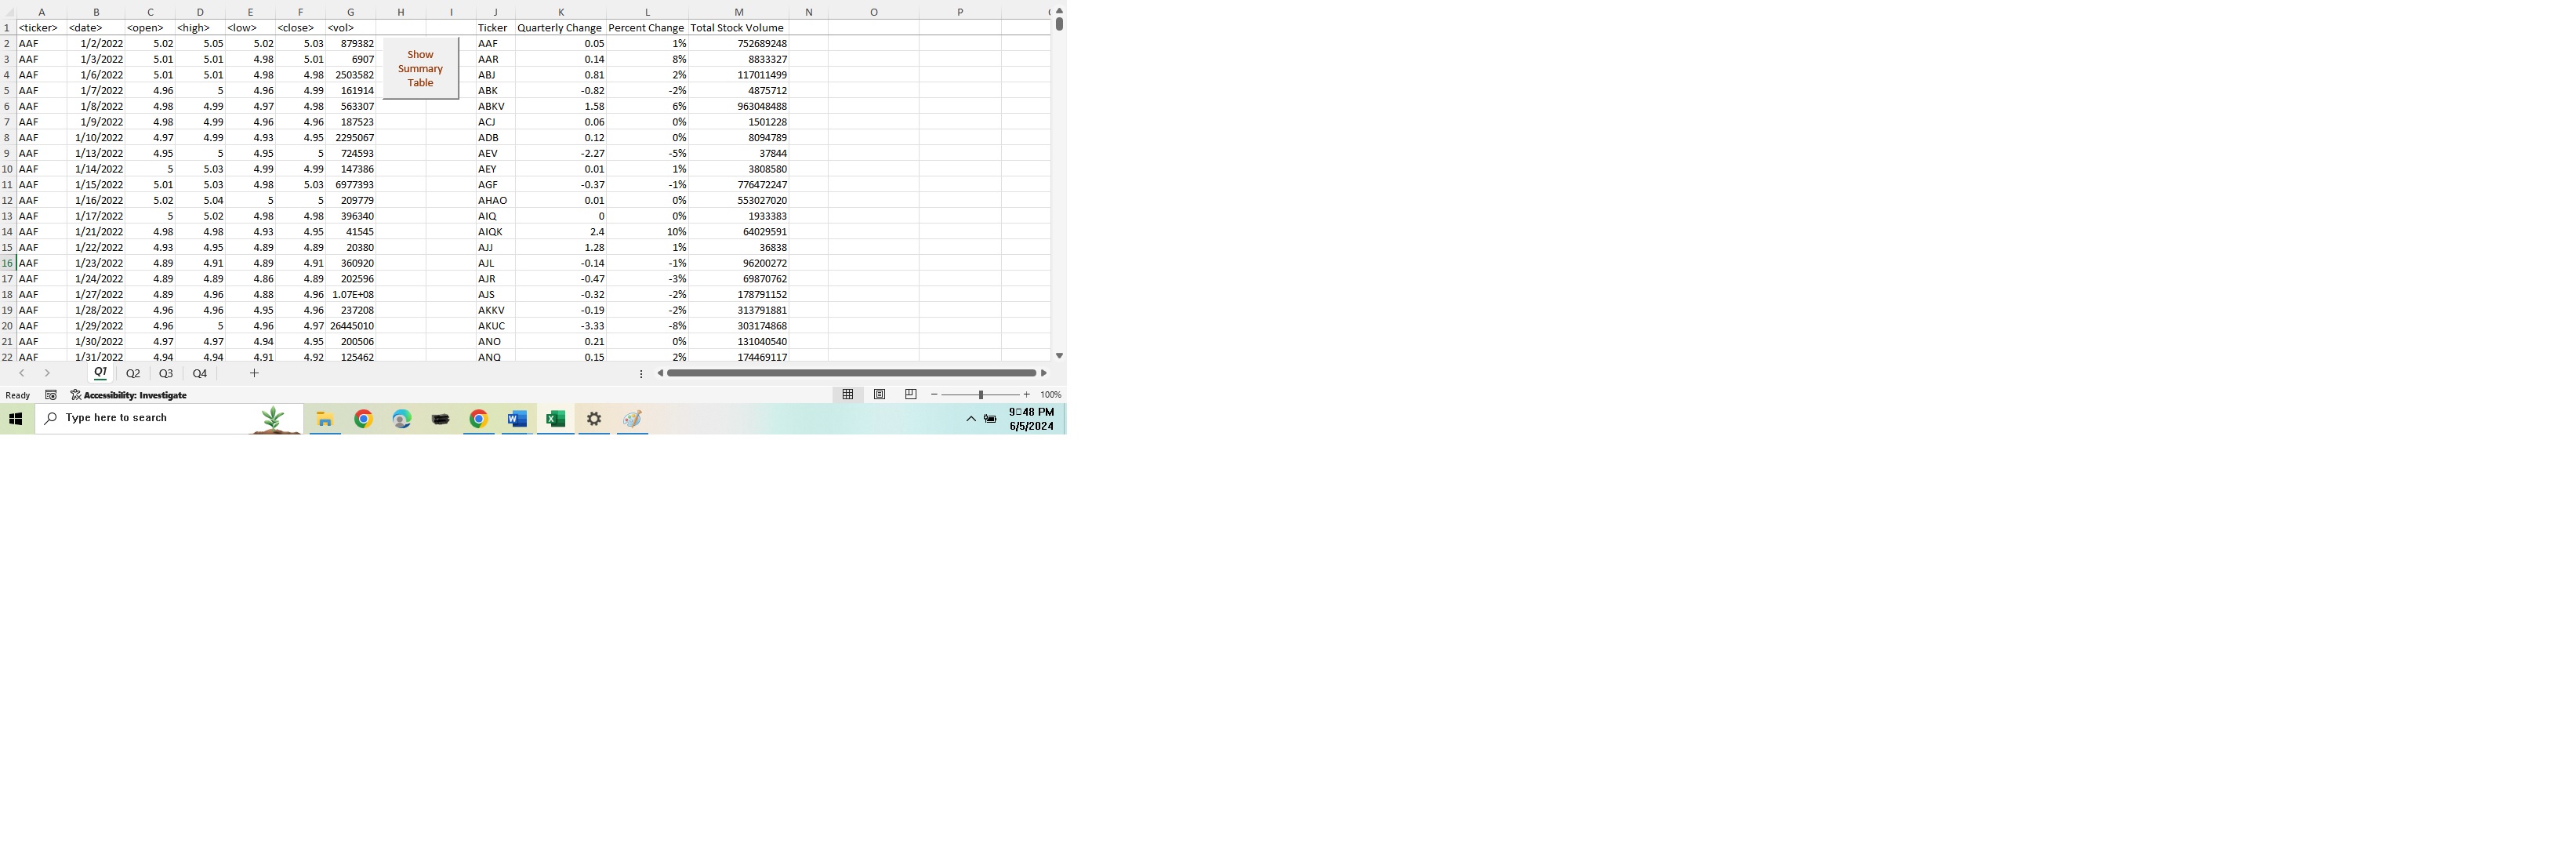 A B C D E F G H I J K L M N O P
1 <ticker> <date> <open> <high> <low> <close> <vol> Ticker Quarterly Change Percent Change Total Stock Volume
2 AAF 1/2/2022 5.02 5.05 5.02 5.03 879382 AAF 0.05 1% 752689248
3 AAF 1/3/2022 5.01 5.01 4.98 5.01 6907 AAR 0.14 8% 8833327
4 AAF 1/6/2022 5.01 5.01 4.98 4.98 2503582 ABJ 0.81 2% 117011499
5 AAF 1/7/2022 4.96 5 4.96 4.99 161914 ABK -0.82 -2% 4875712
6 AAF 1/8/2022 4.98 4.99 4.97 4.98 563307 ABKV 1.58 6% 963048488
7 AAF 1/9/2022 4.98 4.99 4.96 4.96 187523 ACJ 0.06 0% 1501228
8 AAF 1/10/2022 4.97 4.99 4.93 4.95 2295067 ADB 0.12 0% 8094789
9 AAF 1/13/2022 4.95 5 4.95 5 724593 AEV -2.27 -5% 37844
10 AAF 1/14/2022 5 5.03 4.99 4.99 147386 AEY 0.01 1% 3808580
11 AAF 1/15/2022 5.01 5.03 4.98 5.03 6977393 AGF -0.37 -1% 776472247
12 AAF 1/16/2022 5.02 5.04 5 5 209779 AHAO 0.01 0% 553027020
13 AAF 1/17/2022 5 5.02 4.98 4.98 396340 AIQ 0 0% 1933383
14 AAF 1/21/2022 4.98 4.98 4.93 4.95 41545 AIQK 2.4 10% 64029591
15 AAF 1/22/2022 4.93 4.95 4.89 4.89 20380 AJJ 1.28 1% 36838
16 AAF 1/23/2022 4.89 4.91 4.89 4.91 360920 AJL -0.14 -1% 96200272
17 AAF 1/24/2022 4.89 4.89 4.86 4.89 202596 AJR -0.47 -3% 69870762
18 AAF 1/27/2022 4.89 4.96 4.88 4.96 1.07E+08 AJS -0.32 -2% 178791152
19 AAF 1/28/2022 4.96 4.96 4.95 4.96 237208 AKKV -0.19 -2% 313791881
20 AAF 1/29/2022 4.96 5 4.96 4.97 26445010 AKUC -3.33 -8% 303174868
21 AAF 1/30/2022 4.97 4.97 4.94 4.95 200506 ANO 0.21 0% 131040540
22 AAF 1/31/2022 4.94 4.94 4.91 4.92 125462 ANQ 0.15 2% 174469117
Show
Summary
Table
Q1 Q2 Q3 Q4
Ready Accessibility: Investigate 100%
Type here to search
9:48 PM
6/5/2024